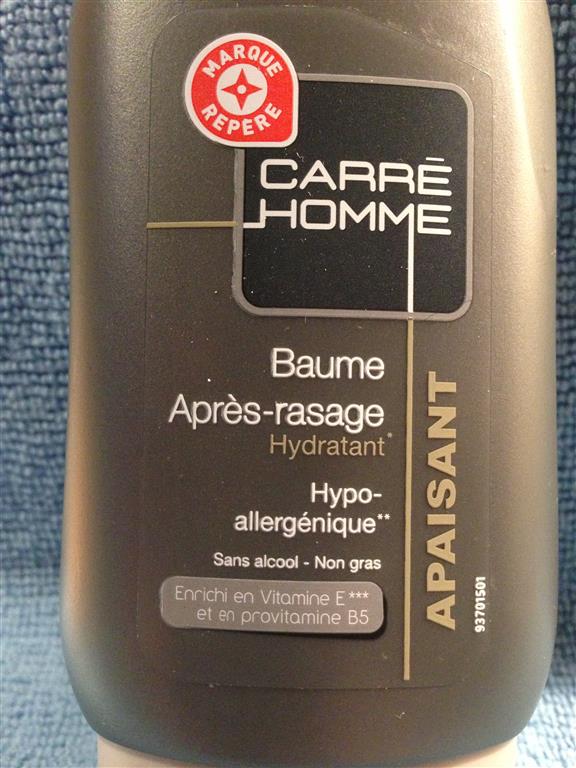 MARQUE
REPÈRE
CARRÉ
HOMME
Baume
Après-rasage
Hydratant*
Hypo-
allergénique**
Sans alcool - Non gras
Enrichi en Vitamine E***
et en provitamine B5
APAISANT
93701501